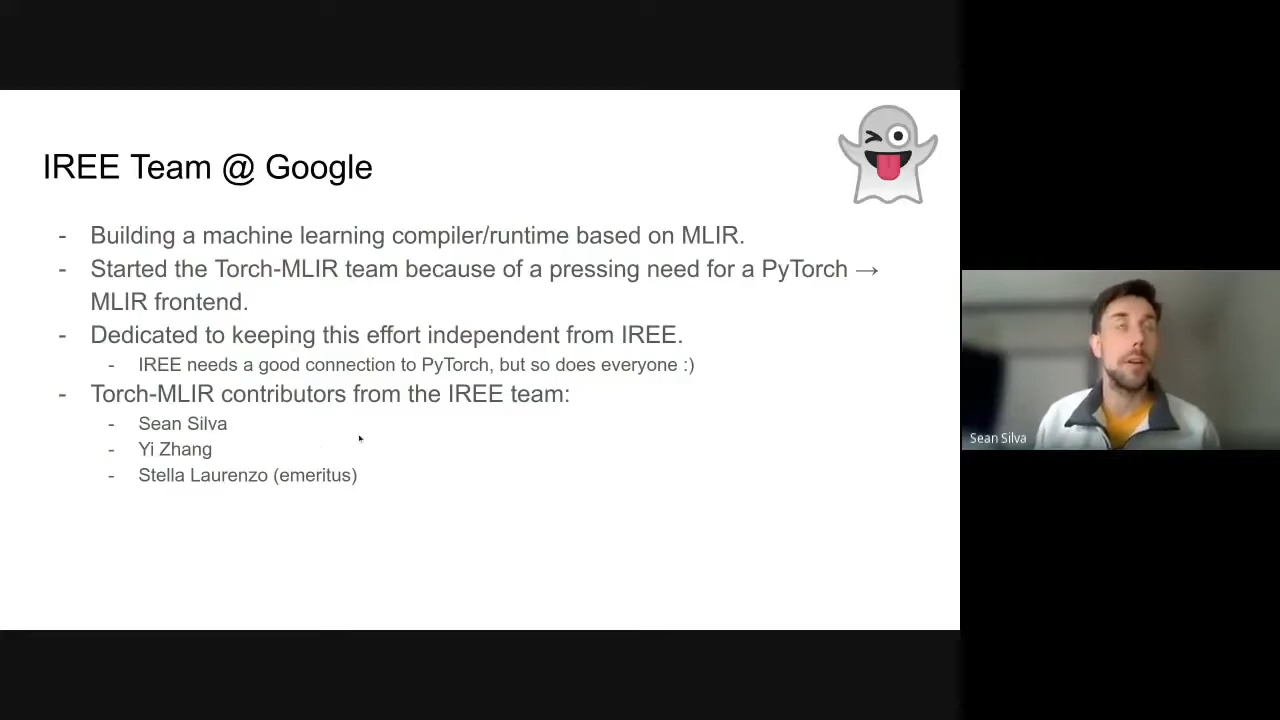 IREE Team @ Google
- Building a machine learning compiler/runtime based on MLIR.
- Started the Torch-MLIR team because of a pressing need for a PyTorch →
MLIR frontend.
- Dedicated to keeping this effort independent from IREE.
- IREE needs a good connection to PyTorch, but so does everyone :)
- Torch-MLIR contributors from the IREE team:
- Sean Silva
- Yi Zhang
- Stella Laurenzo (emeritus)
Sean Silva